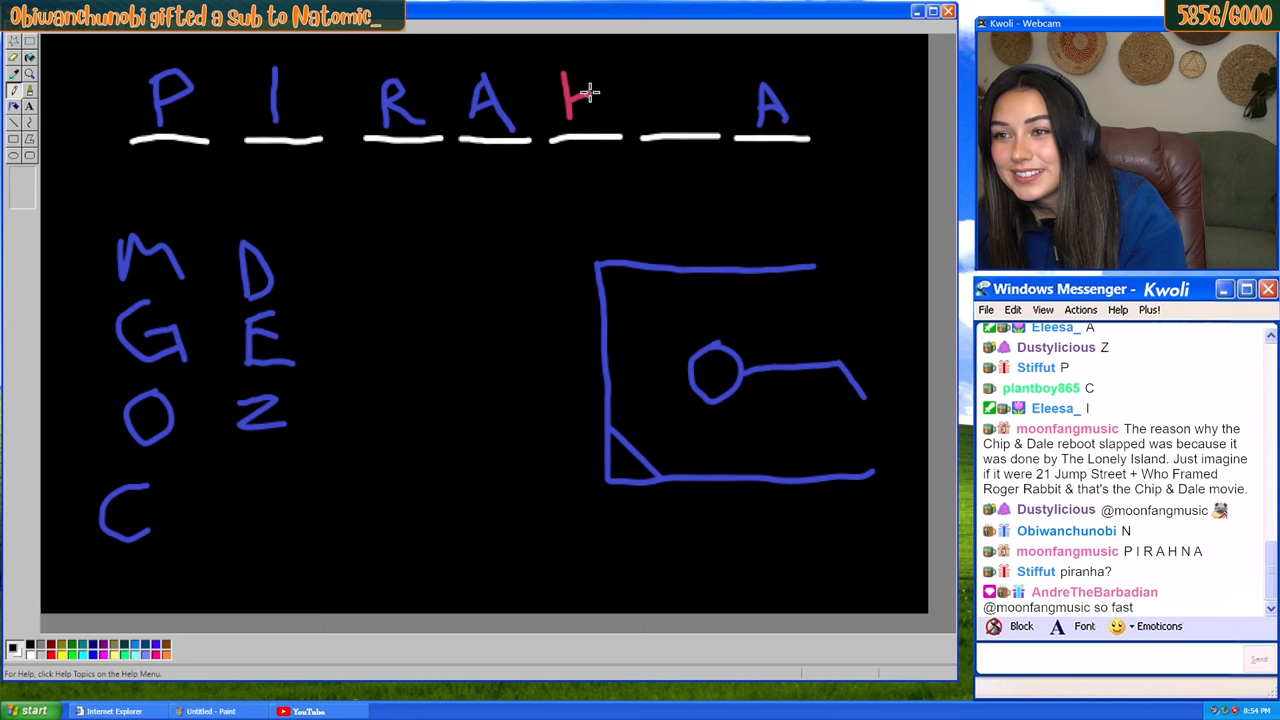 Obiwanchunobi gifted a sub to Natomic_
Kwoli - Webcam
5856/6000
P I R A H A
M D
G E
O Z
C
Windows Messenger - Kwoli
File Edit View Actions Help Plus!
Eleesa_ A
Dustylicious Z
Stiffut P
plantboy865 C
Eleesa_ I
moonfangmusic The reason why the
Chip & Dale reboot slapped was because it
was done by The Lonely Island. Just imagine
if it were 21 Jump Street + Who Framed
Roger Rabbit & that's the Chip & Dale movie.
Dustylicious @moonfangmusic
Obiwanchunobi N
moonfangmusic P I R A H N A
Stiffut piranha?
AndreTheBarbadian
@moonfangmusic so fast
Block A Font Emoticons
Send
For Help, click Help Topics on the Help Menu.
start Internet Explorer Untitled - Paint YouTube 8:54 PM